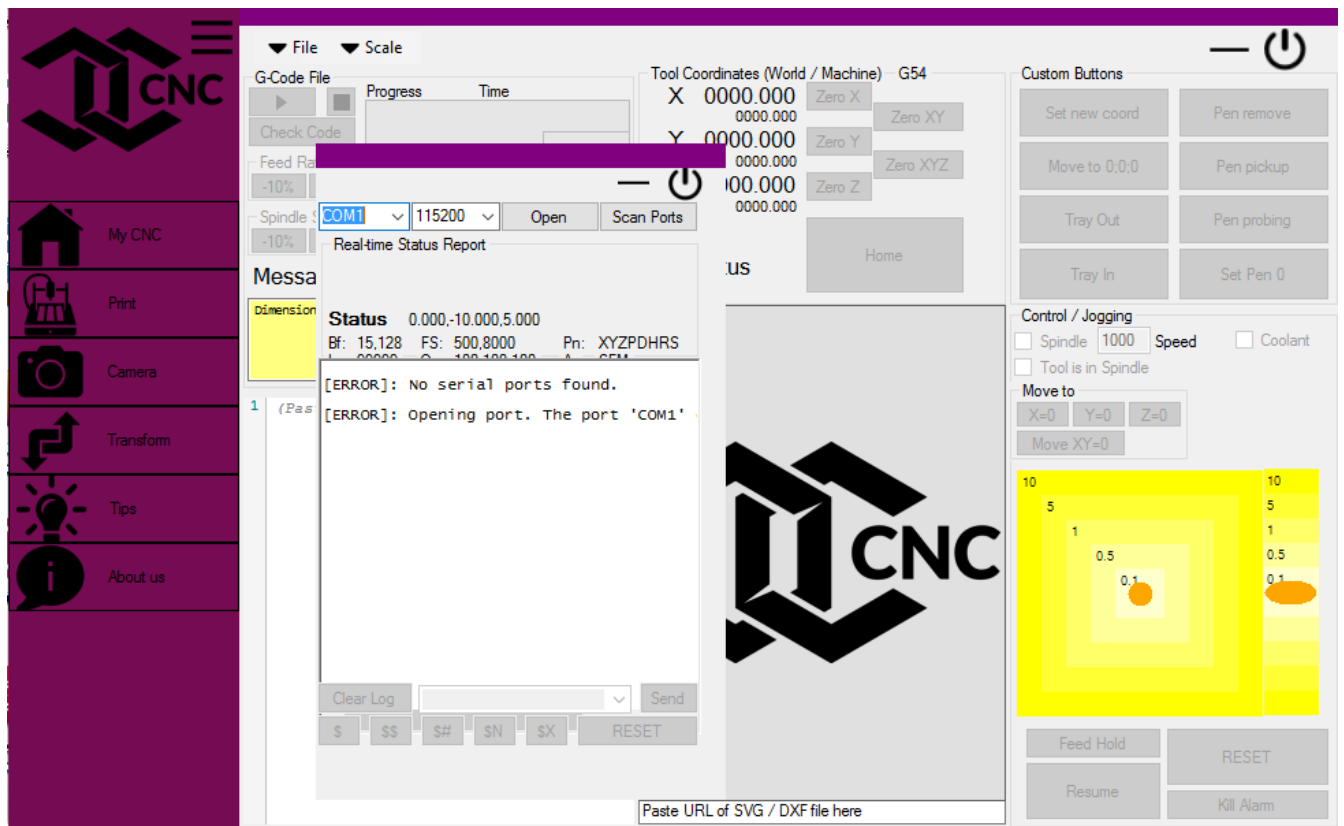 CNC
My CNC
Print
Camera
Transform
Tips
About us
File Scale
G-Code File
Progress Time
Check Code
Feed
-10%
Spindle
-10%
Dimension
1
Tool Coordinates (World / Machine) G54
X 0000.000 Zero X
0000.000 Zero XY
Y 0000.000 Zero Y
0000.000 Zero XYZ
Zero Z
0000.000
Home
COM1 115200 Open Scan Ports
Real-time Status Report
Status 0.000,-10.000,5.000
Bf: 15,128 FS: 500,8000 Pn: XYZPDHRS
[ERROR]: No serial ports found.
[ERROR]: Opening port. The port 'COM1'
Clear Log Send
$ $$ $# $N $X RESET
CNC
Paste URL of SVG / DXF file here
Custom Buttons
Set new coord Pen remove
Move to 0;0;0 Pen pickup
Tray Out Pen probing
Tray In Set Pen 0
Control / Jogging
Spindle 1000 Speed Coolant
Tool is in Spindle
Move to
X=0 Y=0 Z=0
Move XY=0
10 10
5 5
1 1
0.5 0.5
0.1 0.1
Feed Hold RESET
Resume Kill Alarm